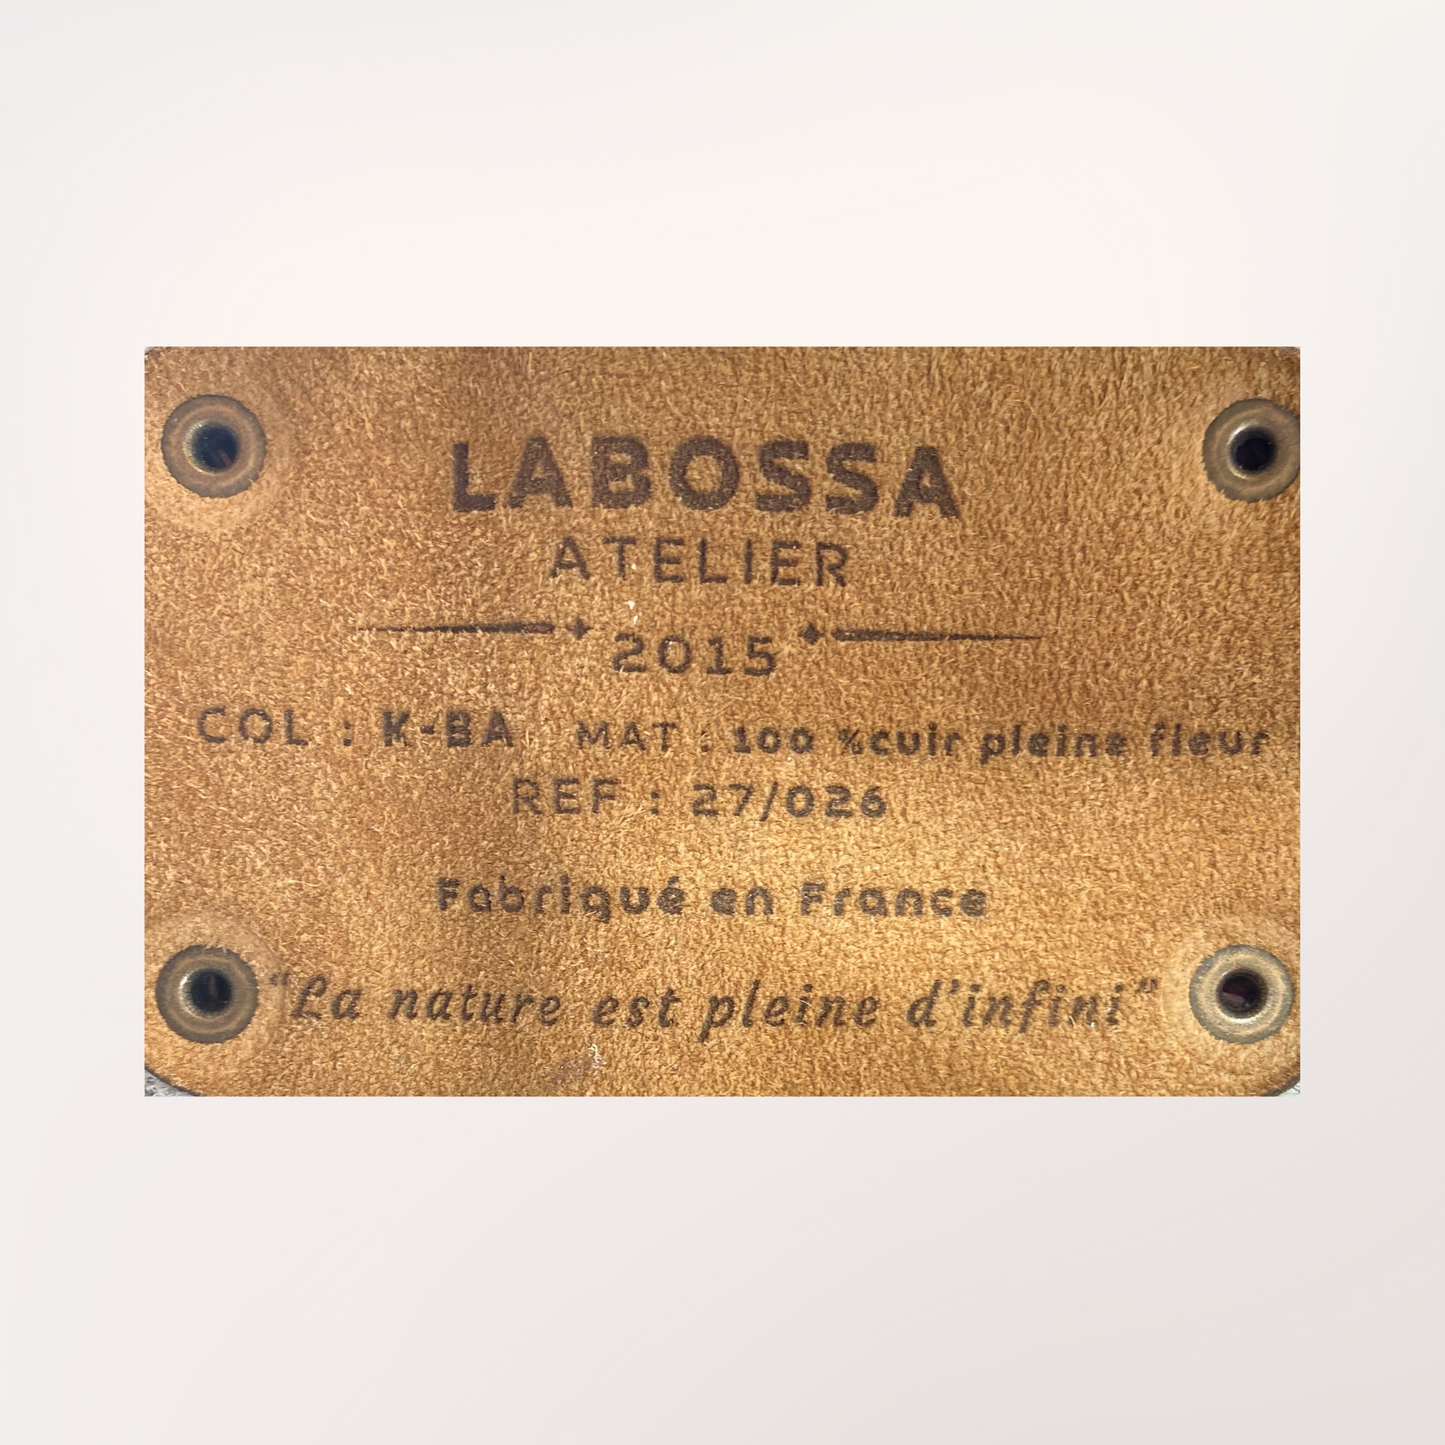 LABOSSA
ATELIER
2015
COL : K-BA MAT : 100 %cuir pleine fleur
REF : 27/026
Fabriqué en France
“La nature est pleine d’infini”